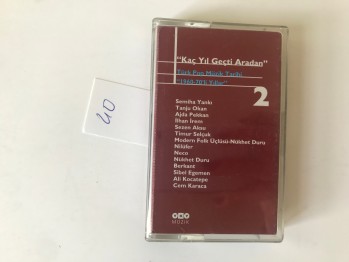 "Kaç Yıl Geçti Aradan"
Türk Pop Müzik Tarihi
"1960-70'li Yıllar"
2
Semiha Yankı
Tanju Okan
Ajda Pekkan
İlhan İrem
Sezen Aksu
Timur Selçuk
Modern Folk Üçlüsü-Nükhet Duru
Nilüfer
Neco
Nükhet Duru
Berkant
Sibel Egemen
Ali Kocatepe
Cem Karaca
MÜZİK
40